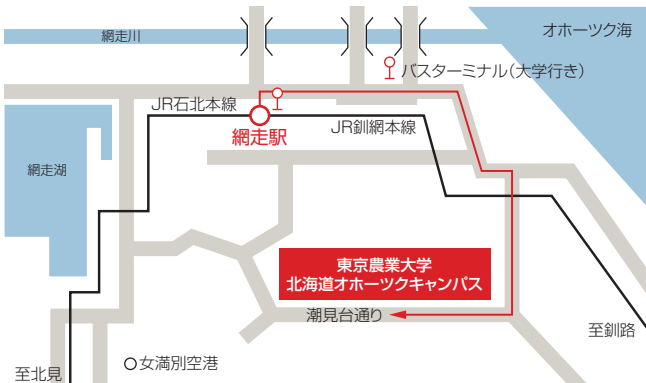 網走川
オホーツク海
バスターミナル（大学行き）
JR石北本線
JR釧網本線
網走駅
網走湖
東京農業大学
北海道オホーツクキャンパス
潮見台通り
至釧路
女満別空港
至北見